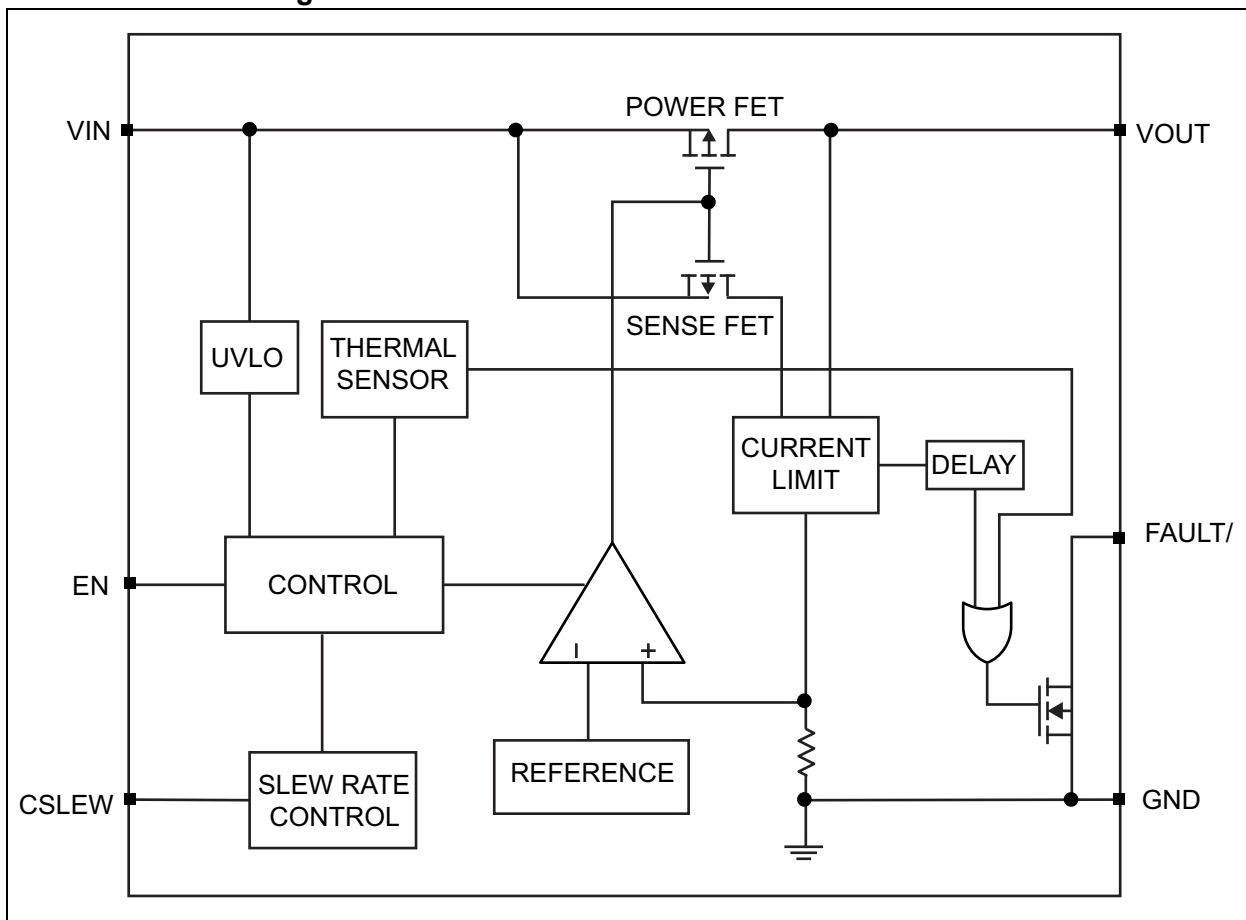 g
POWER FET
VIN
VOUT
SENSE FET
UVLO
THERMAL
SENSOR
CURRENT
LIMIT
DELAY
FAULT/
EN
CONTROL
– +
REFERENCE
CSLEW
SLEW RATE
CONTROL
GND